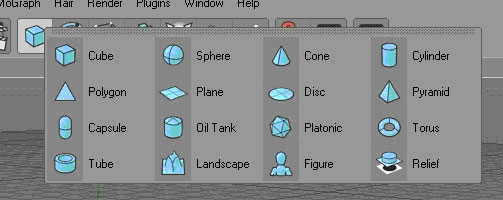 MoGraph Hair Render Plugins Window Help
Cube Sphere Cone Cylinder
Polygon Plane Disc Pyramid
Capsule Oil Tank Platonic Torus
Tube Landscape Figure Relief